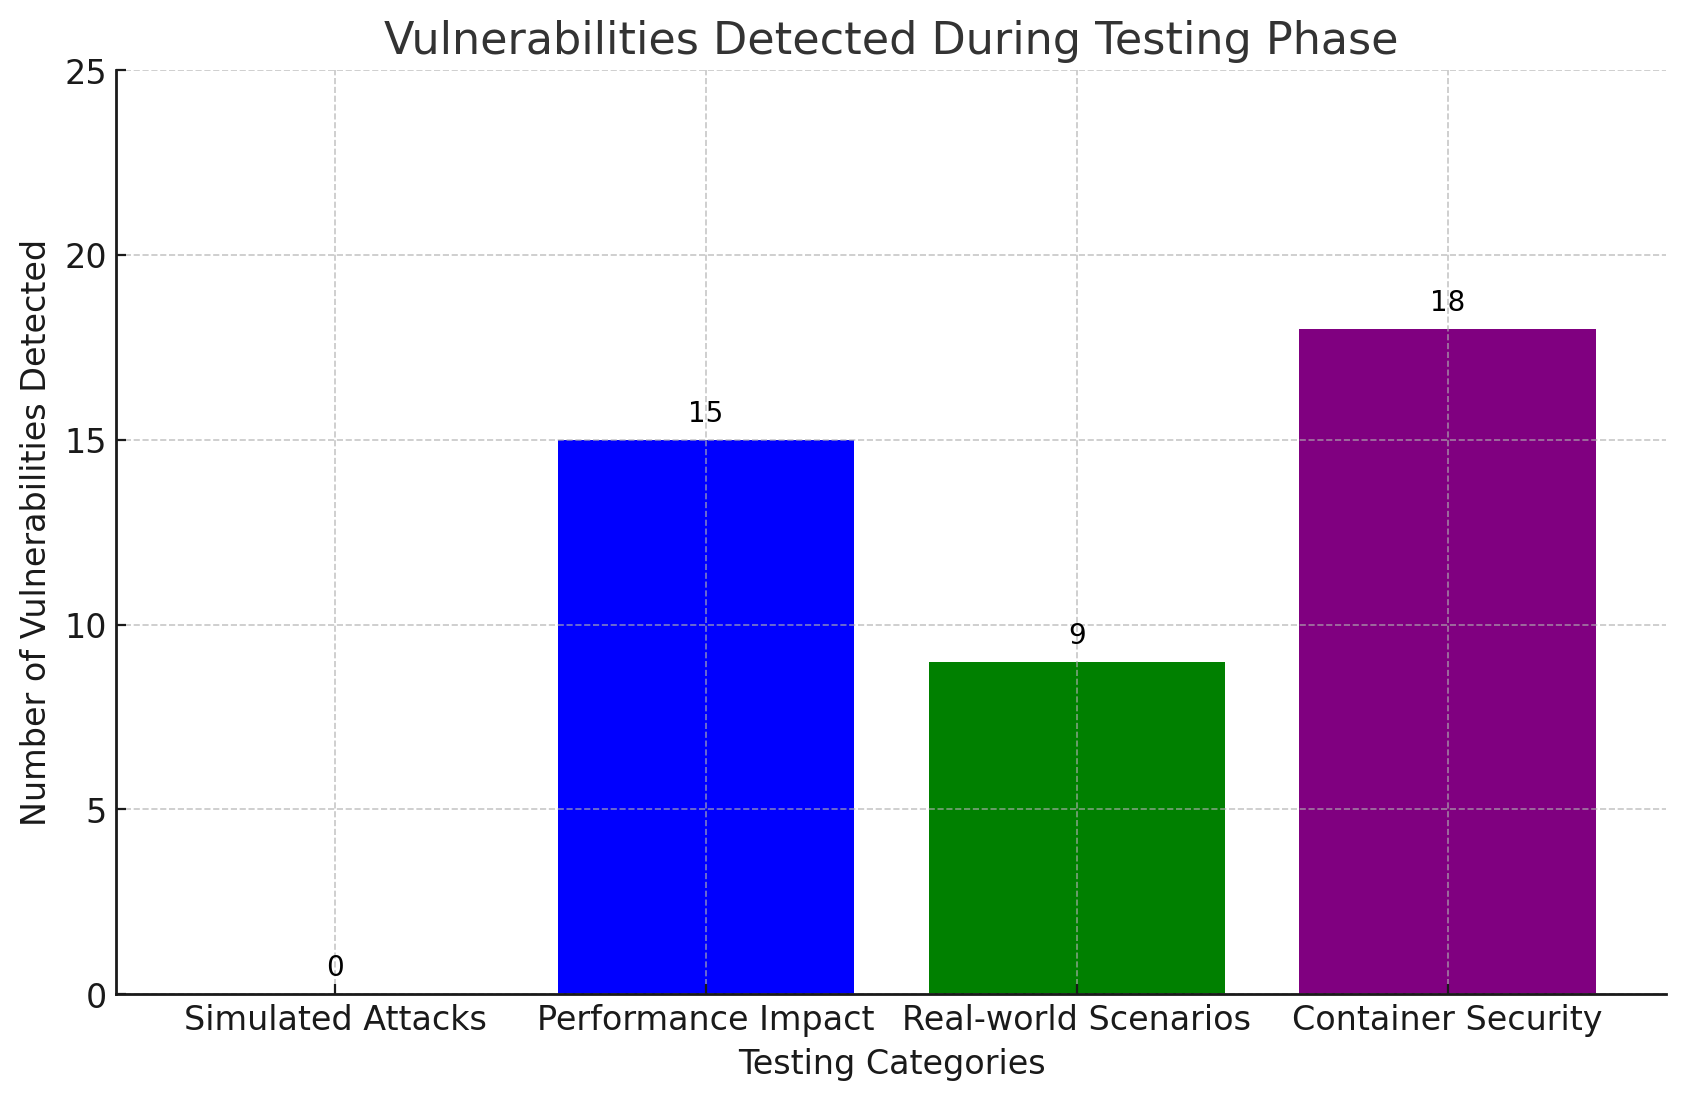 Vulnerabilities Detected During Testing Phase
Number of Vulnerabilities Detected
25
20
15
10
5
0
0
15
9
18
Simulated Attacks
Performance Impact
Real-world Scenarios
Container Security
Testing Categories